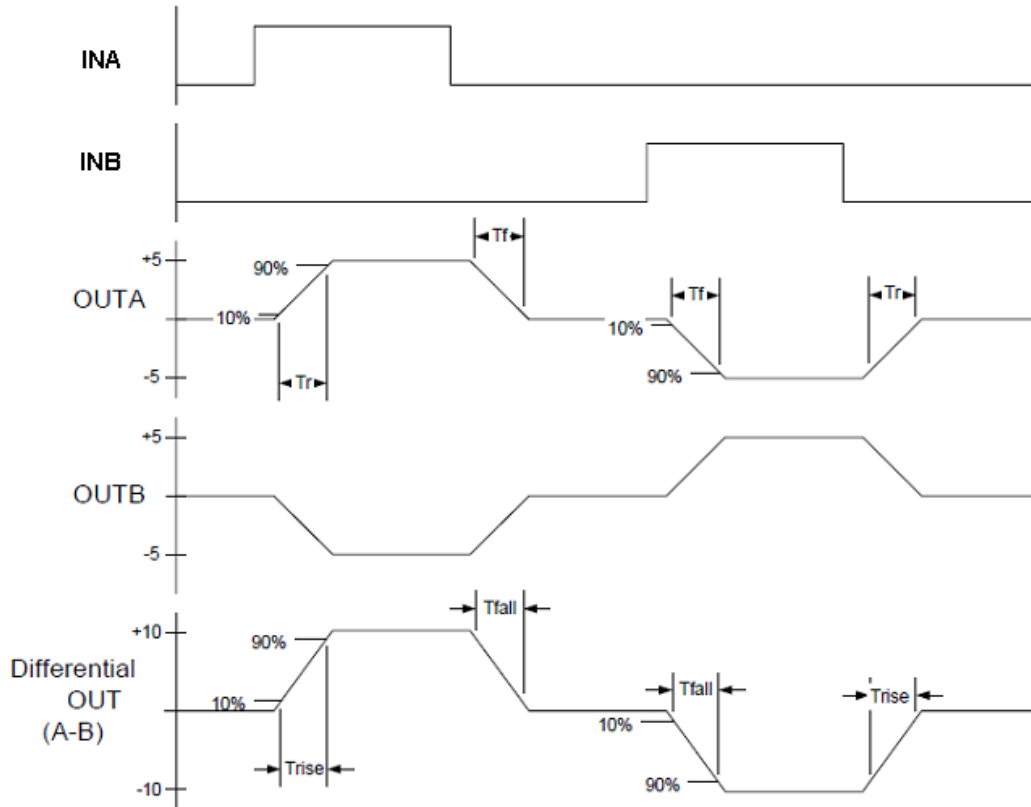 INA
INB
+5
Tf
90%
OUTA
Tf
Tr
10%
10%
-5
Tr
90%
+5
OUTB
-5
Tfall
+10
90%
Differential
OUT
(A-B)
Tfall
Trise
10%
10%
Trise
90%
-10